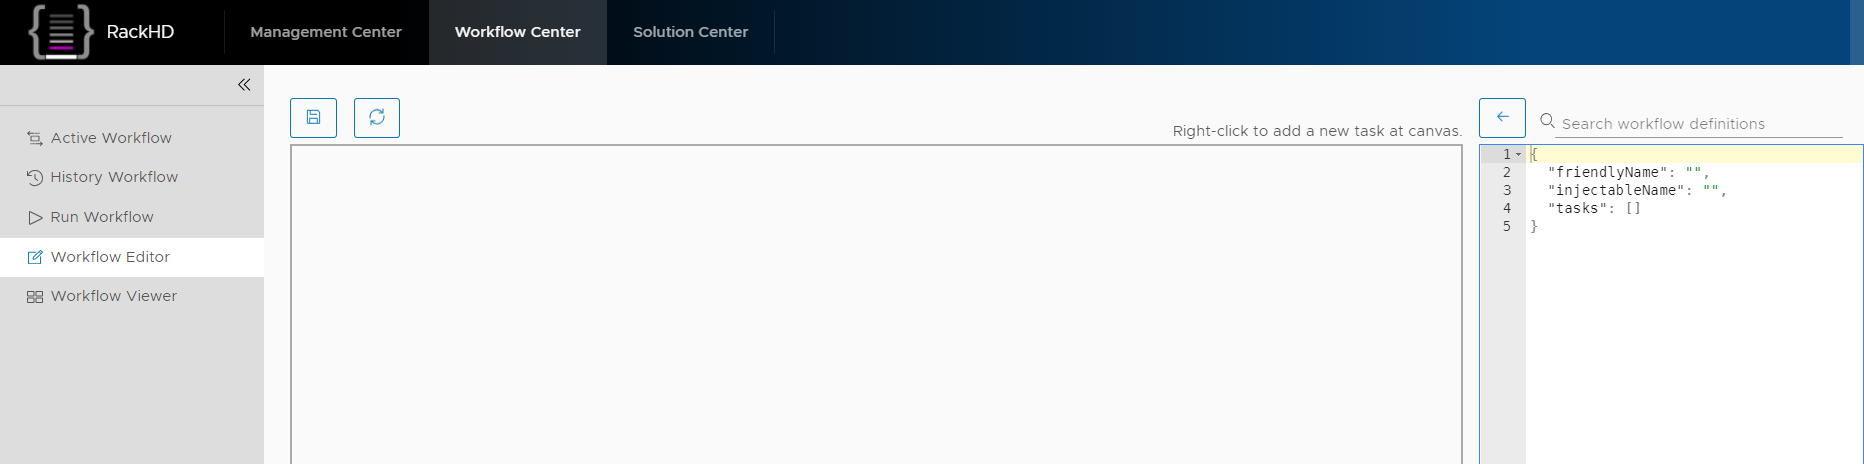 RackHD
Management Center
Workflow Center
Solution Center
Active Workflow
History Workflow
Run Workflow
Workflow Editor
Workflow Viewer
Right-click to add a new task at canvas.
Search workflow definitions
1 {
2 "friendlyName": "",
3 "injectableName": "",
4 "tasks": []
5 }